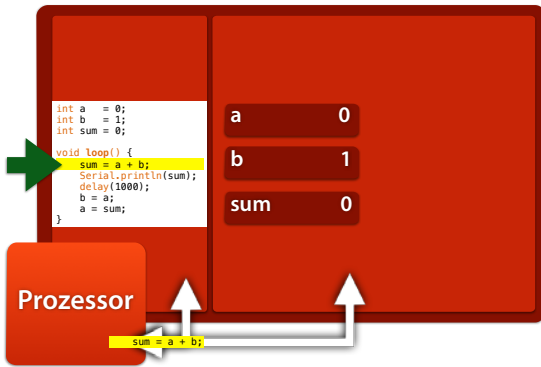 int a   = 0;
int b   = 1;
int sum = 0;
void loop() {
    sum = a + b;
    Serial.println(sum);
    delay(1000);
    b = a;
    a = sum;
}
a 0
b 1
sum 0
Prozessor
sum = a + b;